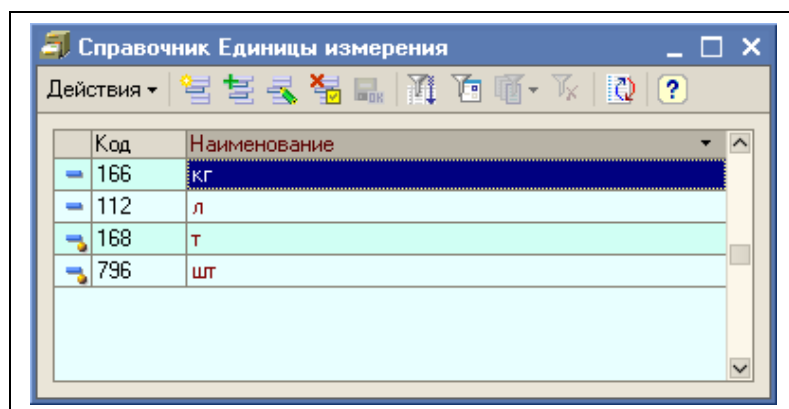 Справочник Единицы измерения
Действия
?
Код Наименование
166 кг
112 л
168 т
796 шт